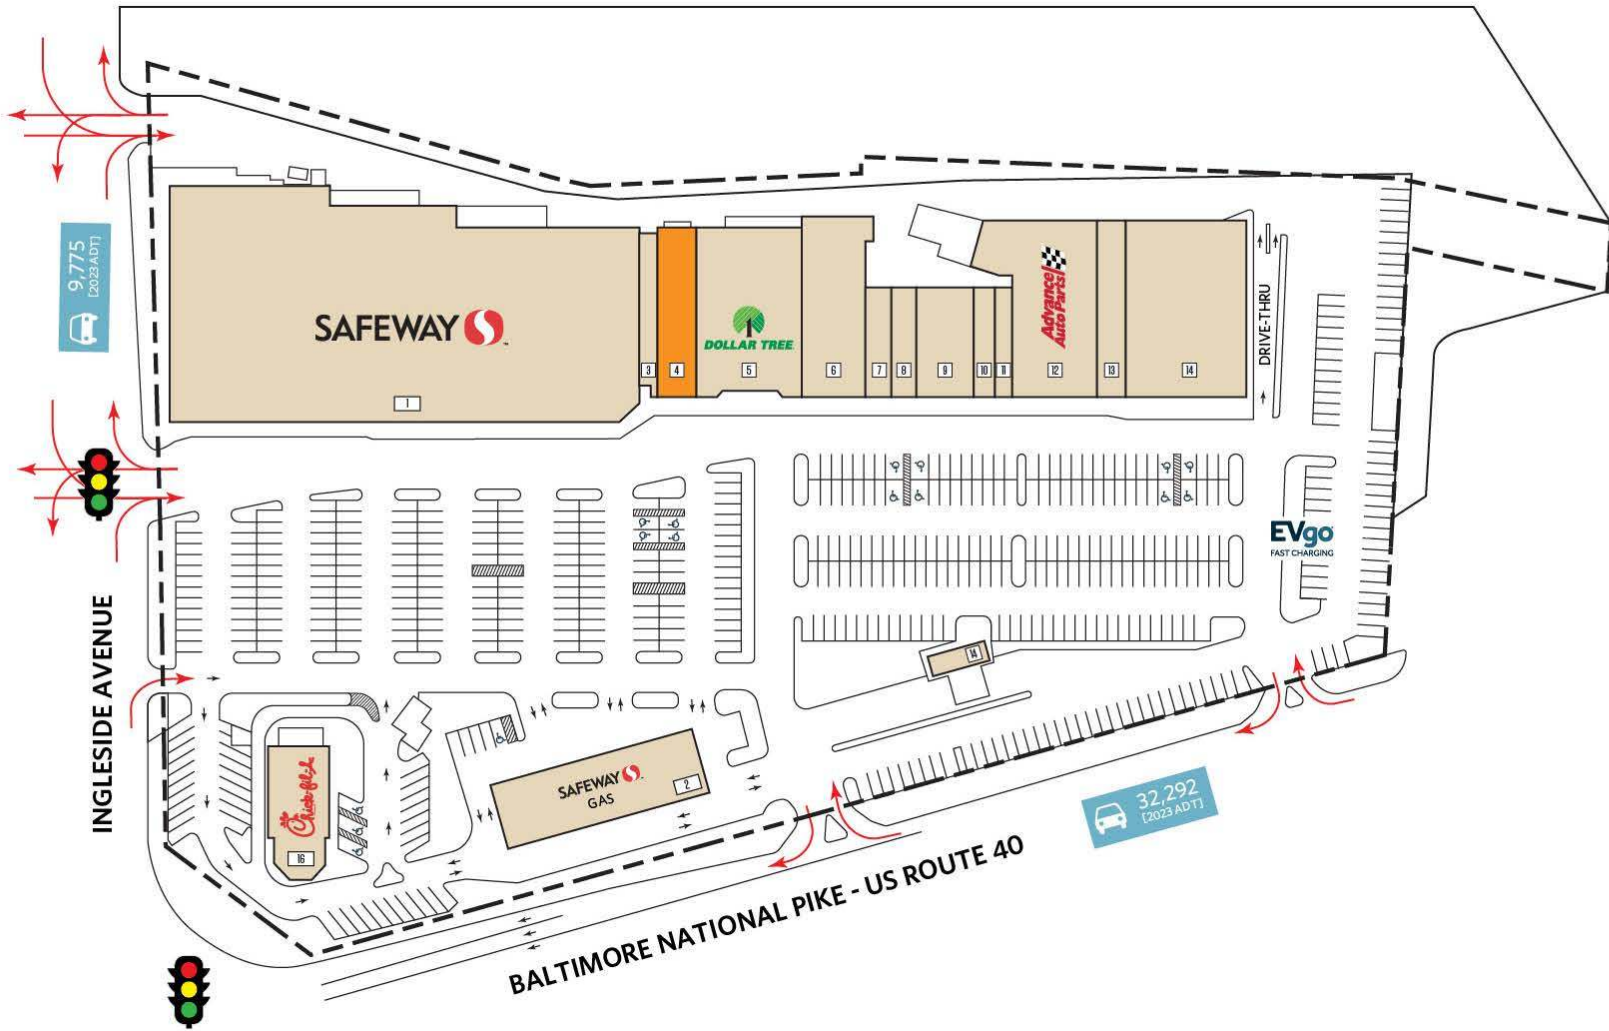 9,775
[2023 ADT]
SAFEWAY
1
3
4
DOLLAR TREE
5
6
7
8
9
10
11
Advance
Auto Parts
12
13
14
DRIVE-THRU
EVgo
FAST CHARGING
INGLESIDE AVENUE
14
Chick-fil-A
16
SAFEWAY
GAS
2
32,292
[2023 ADT]
BALTIMORE NATIONAL PIKE - US ROUTE 40